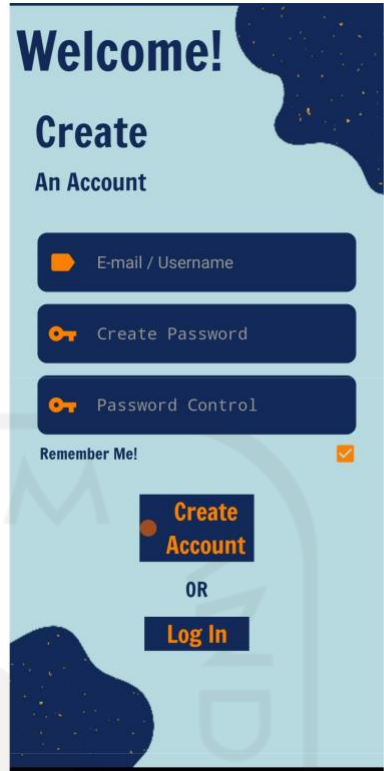 Welcome!
Create
An Account
E-mail / Username
Create Password
Password Control
Remember Me!
Create
Account
OR
Log In